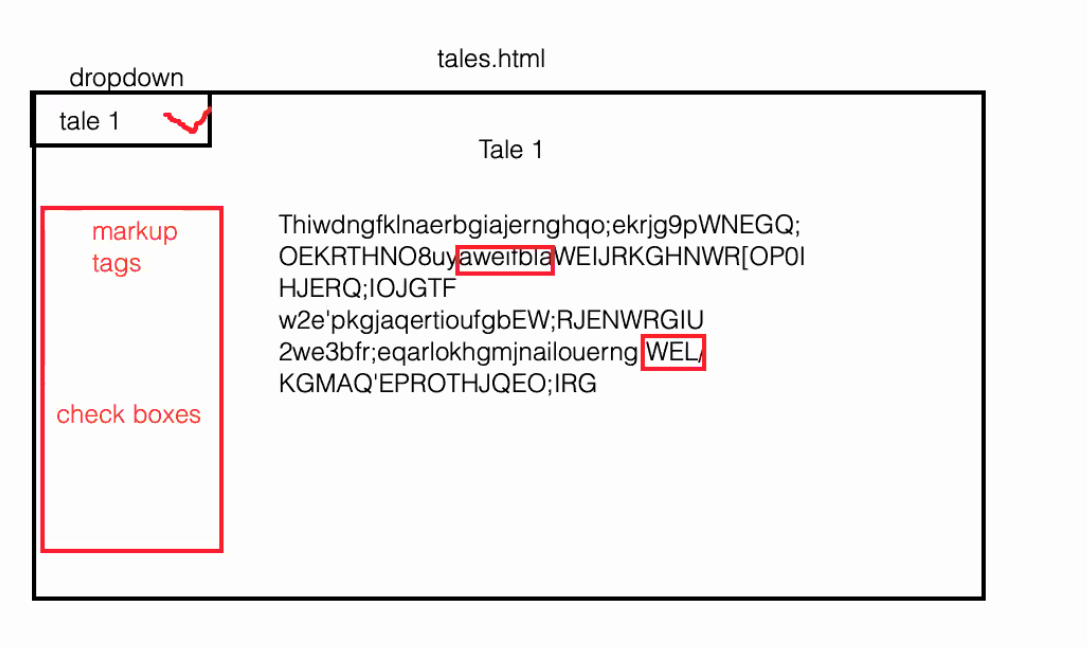 tales.html
dropdown
tale 1
Tale 1
markup
tags
check boxes
Thiwdngfklnaerbgiajernghqo;ekrjg9pWNEGQ;
OEKRTHNO8uyaweifblaWEIJRKGHNWR[OP0I
HJERQ;IOJGTF
w2e'pkgjaqertioufgbEW;RJENWRGIU
2we3bfr;eqarlokhgmjnailouerng WEL/
KGMAQ'EPROTHJQEO;IRG